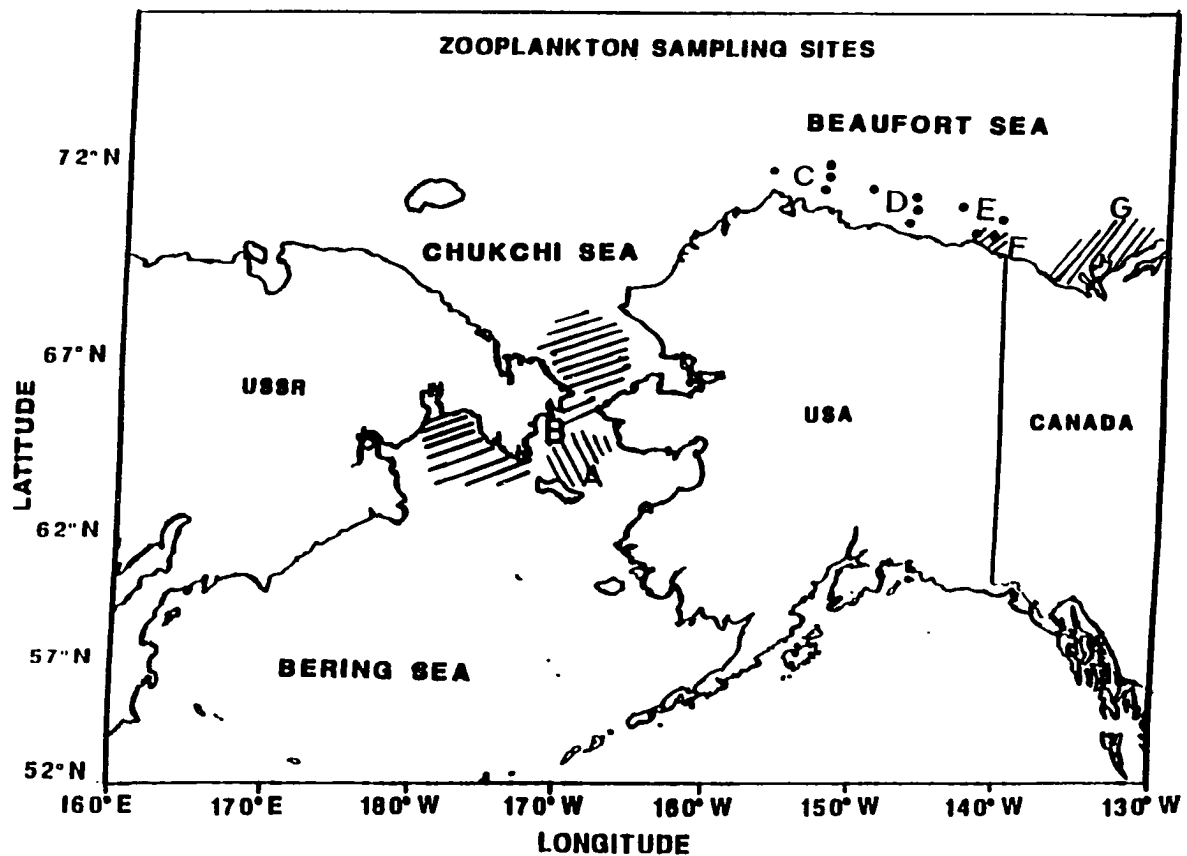 ZOOPLANKTON SAMPLING SITES
BEAUFORT SEA
72°N
C
D
E
F
G
CHUKCHI SEA
67°N
USSR
USA
CANADA
B
A
LATITUDE
62°N
57°N
BERING SEA
52°N
160°E 170°E 180°W 170°W 160°W 150°W 140°W 130°W
LONGITUDE